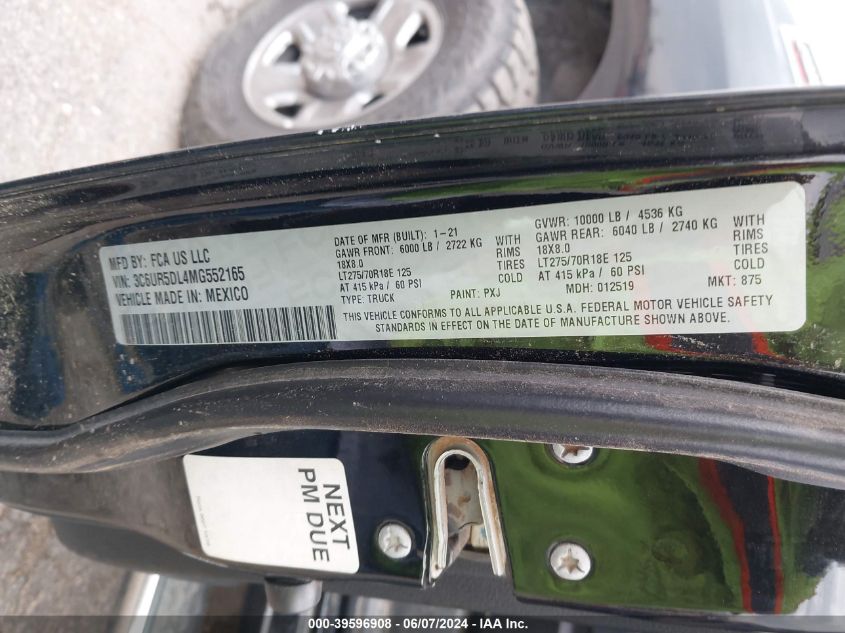 MFD BY: FCA US LLC
VIN: 3C6UR5DL4MG552165
VEHICLE MADE IN: MEXICO
DATE OF MFR (BUILT): 1-21
GAWR FRONT: 6000 LB / 2722 KG WITH
18X8.0 RIMS
LT275/70R18E 125 TIRES
AT 415 kPa / 60 PSI COLD
TYPE: TRUCK PAINT: PXJ
GVWR: 10000 LB / 4536 KG
GAWR REAR: 6040 LB / 2740 KG WITH
18X8.0 RIMS
LT275/70R18E 125 TIRES
AT 415 kPa / 60 PSI COLD
MDH: 012519 MKT: 875
THIS VEHICLE CONFORMS TO ALL APPLICABLE U.S.A. FEDERAL MOTOR VEHICLE SAFETY
STANDARDS IN EFFECT ON THE DATE OF MANUFACTURE SHOWN ABOVE.
NEXT
PM DUE
000-39596908 - 06/07/2024 - IAA Inc.